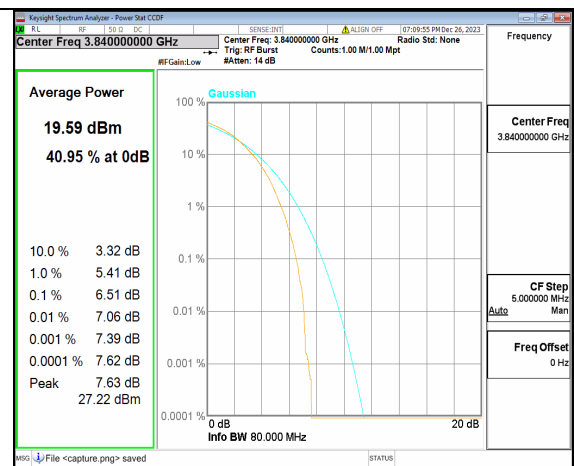 Keysight Spectrum Analyzer - Power Stat CCDF
RL RF 50 Ω DC SENSE:INT ALIGN OFF 07:09:55 PM Dec 26, 2023
Center Freq 3.840000000 GHz
Center Freq: 3.840000000 GHz Radio Std: None
Trig: RF Burst Counts:1.00 M/1.00 Mpt
#IFGain:Low #Atten: 14 dB
Frequency
Average Power
19.59 dBm
40.95 % at 0dB
10.0 % 3.32 dB
1.0 % 5.41 dB
0.1 % 6.51 dB
0.01 % 7.06 dB
0.001 % 7.39 dB
0.0001 % 7.62 dB
Peak 7.63 dB
27.22 dBm
Gaussian
100 %
10 %
1 %
0.1 %
0.01 %
0.001 %
0.0001 %
0 dB 20 dB
Info BW 80.000 MHz
Center Freq
3.840000000 GHz
CF Step
5.000000 MHz
Auto Man
Freq Offset
0 Hz
MSG File <capture.png> saved STATUS